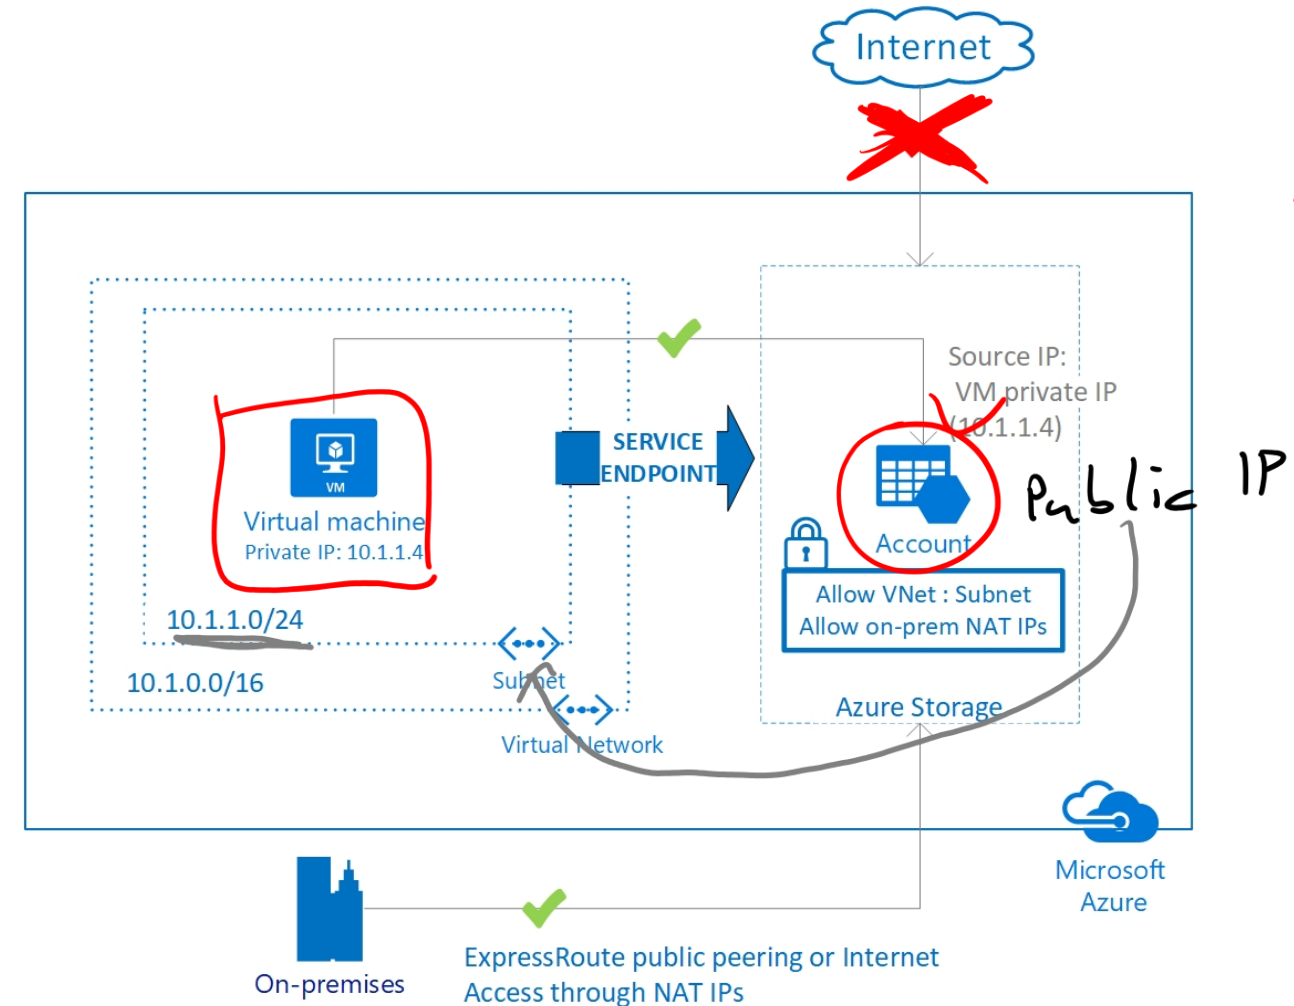 Internet
Source IP:
VM private IP
(10.1.1.4)
SERVICE
ENDPOINT
VM
Virtual machine
Private IP: 10.1.1.4
Public IP
Account
Allow VNet : Subnet
Allow on-prem NAT IPs
10.1.1.0/24
10.1.0.0/16
Subnet
Azure Storage
Virtual Network
Microsoft
Azure
ExpressRoute public peering or Internet
Access through NAT IPs
On-premises